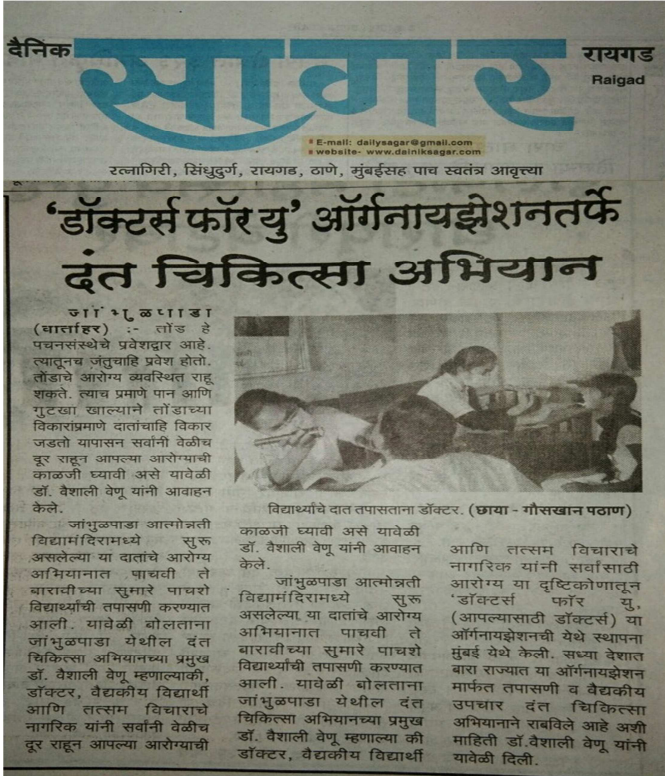 दैनिक
सागर
रायगड
Raigad
E-mail: dailysagar@gmail.com
website- www.dainiksagar.com
रत्नागिरी, सिंधुदुर्ग, रायगड, ठाणे, मुंबईसह पाच स्वतंत्र आवृत्त्या
‘डॉक्टर्स फॉर यु’ ऑर्गनायझेशनतर्फे
दंत चिकित्सा अभियान
जांभुळपाडा
(वार्ताहर) :- तोंड हे
पचनसंस्थेचे प्रवेशद्वार आहे.
त्यातूनच जंतुचाहि प्रवेश होतो.
तोंडाचे आरोग्य व्यवस्थित राहू
शकते. त्याच प्रमाणे पान आणि
गुटखा खाल्याने तोंडाच्या
विकारांप्रमाणे दातांचाहि विकार
जडतो यापासन सर्वांनी वेळीच
दूर राहून आपल्या आरोग्याची
काळजी घ्यावी असे यावेळी
डॉ. वैशाली वेणू यांनी आवाहन
केले.
जांभुळपाडा आत्मोन्नती
विद्यामंदिरामध्ये सुरू
असलेल्या या दातांचे आरोग्य
अभियानात पाचवी ते
बारावीच्या सुमारे पाचशे
विद्यार्थ्यांची तपासणी करण्यात
आली. यावेळी बोलताना
जांभुळपाडा येथील दंत
चिकित्सा अभियानच्या प्रमुख
डॉ. वैशाली वेणू म्हणाल्याकी,
डॉक्टर, वैद्यकीय विद्यार्थी
आणि तत्सम विचाराचे
नागरिक यांनी सर्वांनी वेळीच
दूर राहून आपल्या आरोग्याची
विद्यार्थ्यांचे दात तपासताना डॉक्टर. (छाया - गौसखान पठाण)
काळजी घ्यावी असे यावेळी
डॉ. वैशाली वेणू यांनी आवाहन
केले.
जांभुळपाडा आत्मोन्नती
विद्यामंदिरामध्ये सुरू
असलेल्या या दातांचे आरोग्य
अभियानात पाचवी ते
बारावीच्या सुमारे पाचशे
विद्यार्थ्यांची तपासणी करण्यात
आली. यावेळी बोलताना
जांभुळपाडा येथील दंत
चिकित्सा अभियानच्या प्रमुख
डॉ. वैशाली वेणू म्हणाल्या की
डॉक्टर, वैद्यकीय विद्यार्थी
आणि तत्सम विचाराचे
नागरिक यांनी सर्वांसाठी
आरोग्य या दृष्टिकोणातून
'डॉक्टर्स फॉर यु,
(आपल्यासाठी डॉक्टर्स) या
ऑर्गनायझेशनची येथे स्थापना
मुंबई येथे केली. सध्या देशात
बारा राज्यात या ऑर्गनायझेशन
मार्फत तपासणी व वैद्यकीय
उपचार दंत चिकित्सा
अभियानाने राबविले आहे अशी
माहिती डॉ.वैशाली वेणू यांनी
यावेळी दिली.